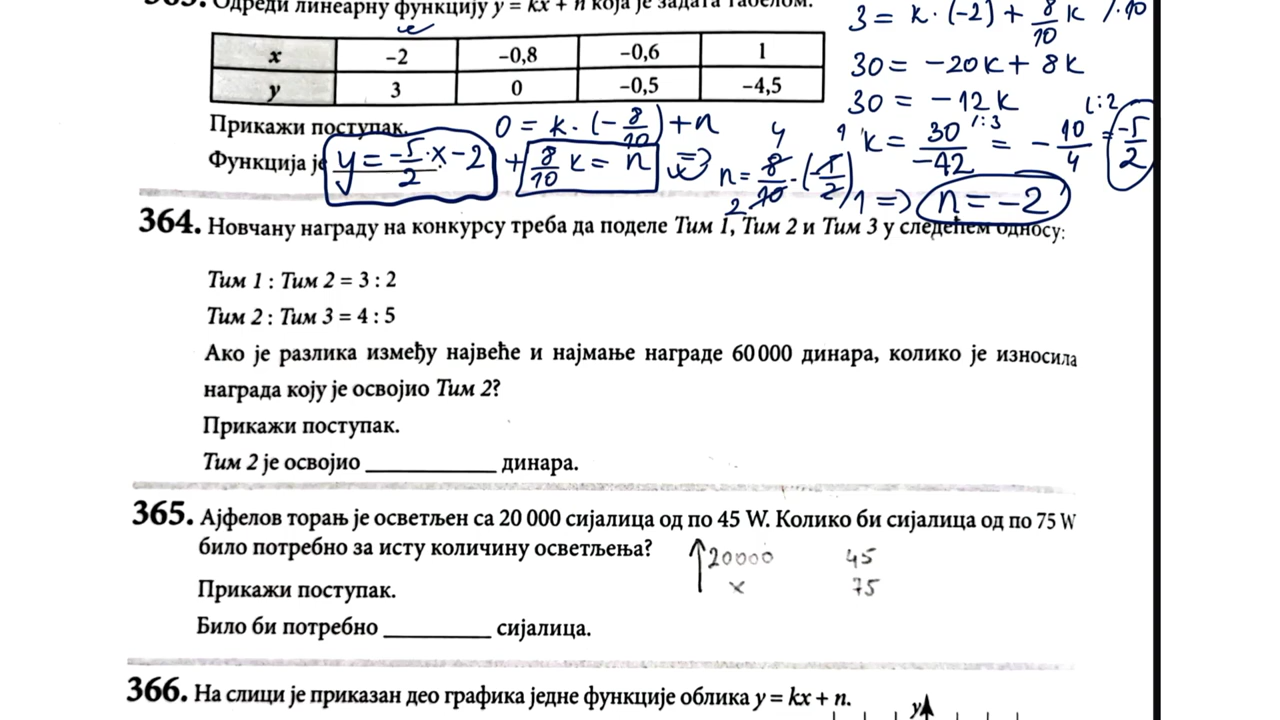 363. Одреди линеарну функцију y = kx + n која је задата табелом.
x −2 −0,8 −0,6 1
y 3 0 −0,5 −4,5
Прикажи поступак.
Функција је y = -5/2 · x − 2
0 = k · (−8/10) + n
+ 8/10 k = n =>
3 = k · (−2) + 8/10 k /·10
30 = −20k + 8k
30 = −12k
k = 30/-42 /:3 = − 10/4 /:2 = -5/2
n = 8/10 · (−5/2) => n = −2
364. Новчану награду на конкурсу треба да поделе Тим 1, Тим 2 и Тим 3 у следећем односу:
Тим 1 : Тим 2 = 3 : 2
Тим 2 : Тим 3 = 4 : 5
Ако је разлика између највеће и најмање награде 60 000 динара, колико је износила
награда коју је освојио Тим 2?
Прикажи поступак.
Тим 2 је освојио __________ динара.
365. Ајфелов торањ је осветљен са 20 000 сијалица од по 45 W. Колико би сијалица од по 75 W
било потребно за исту количину осветљења?
20000 45
x 75
Прикажи поступак.
Било би потребно __________ сијалица.
366. На слици је приказан део графика једне функције облика y = kx + n.
y